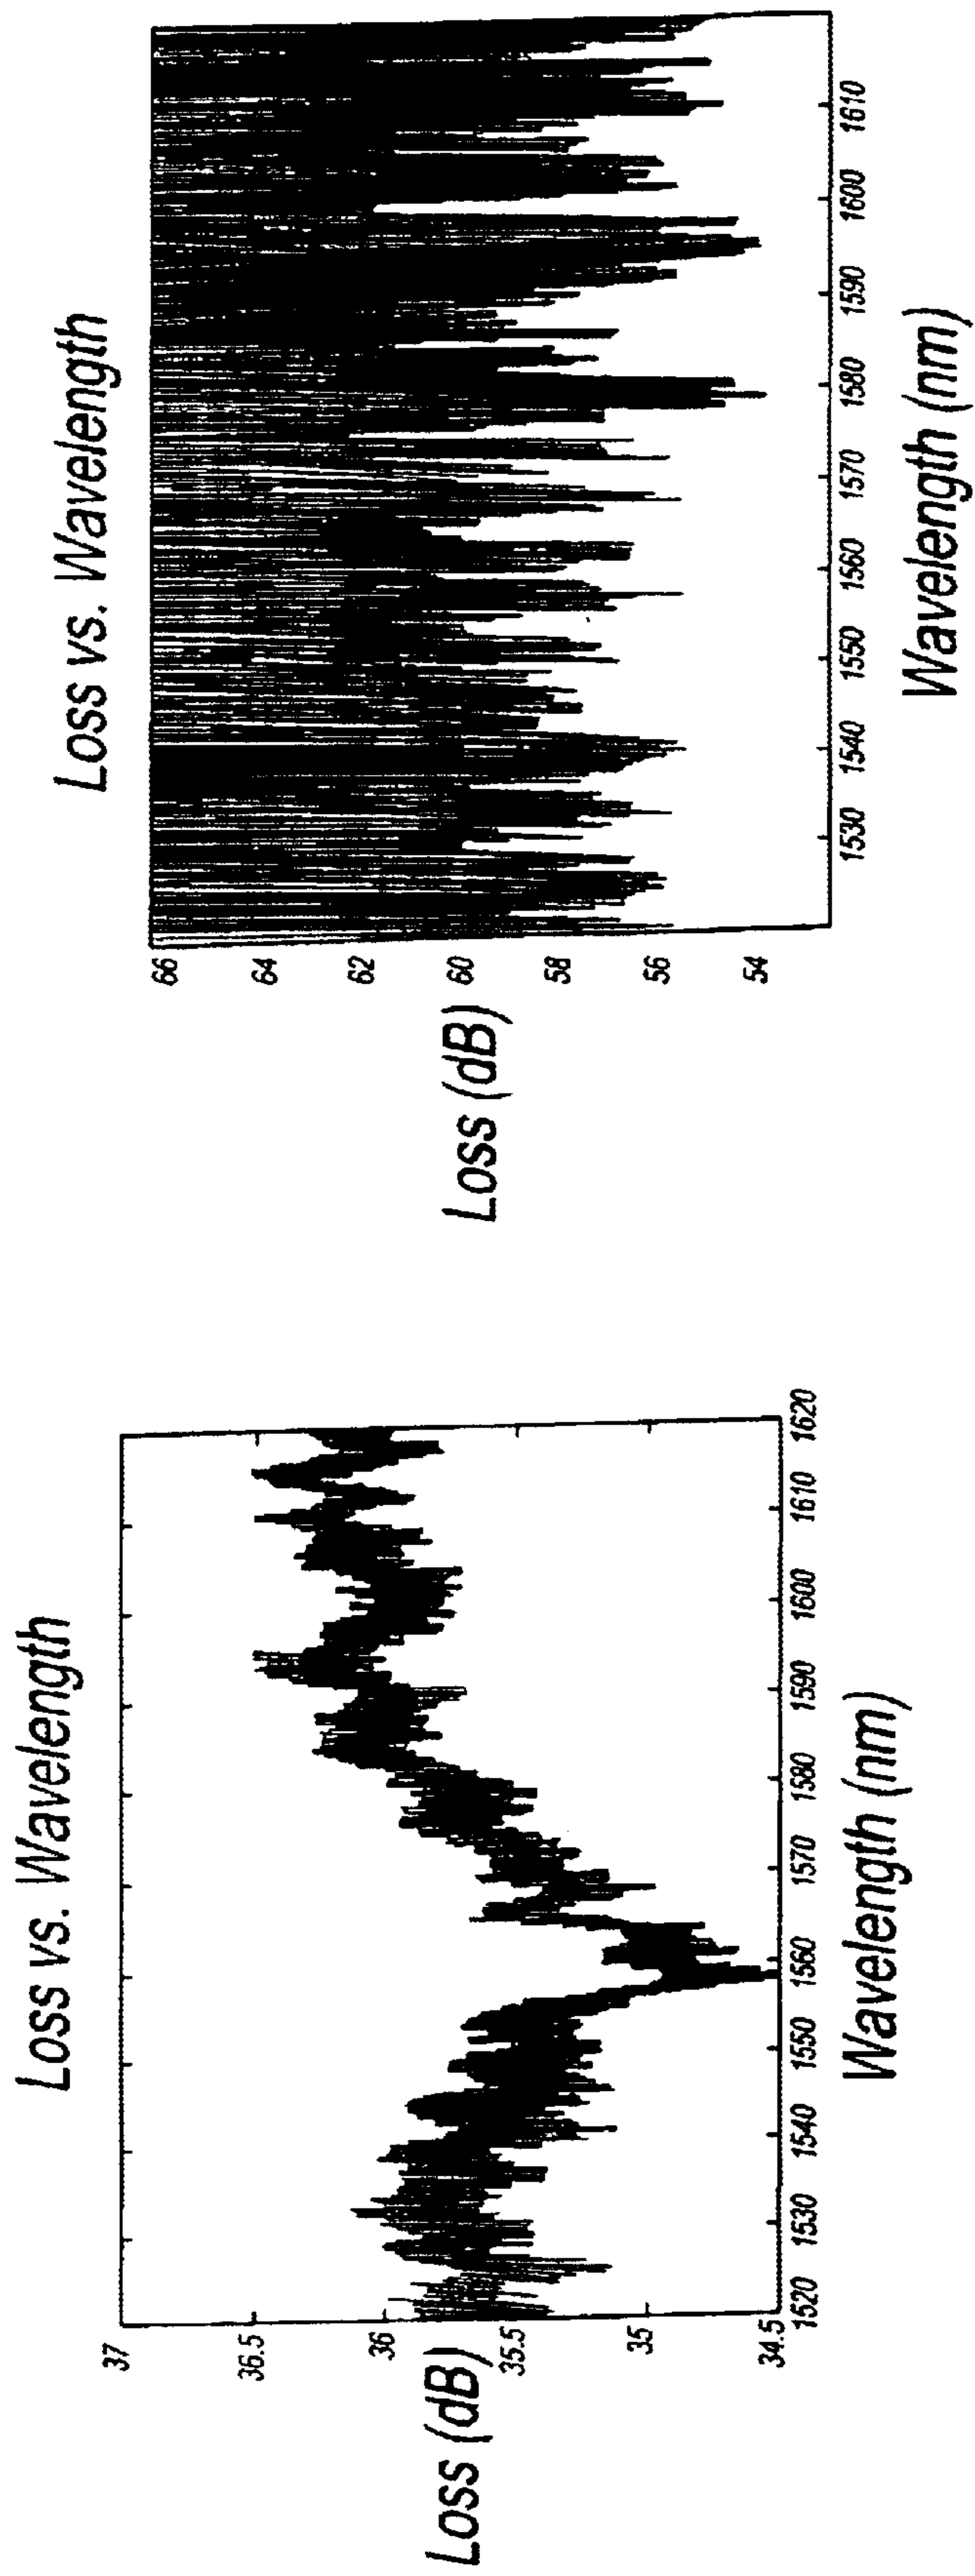 Loss vs. Wavelength
Loss (dB)
37
36.5
36
35.5
35
34.5
1520 1530 1540 1550 1560 1570 1580 1590 1600 1610 1620
Wavelength (nm)
Loss vs. Wavelength
Loss (dB)
66
64
62
60
58
56
54
1530 1540 1550 1560 1570 1580 1590 1600 1610
Wavelength (nm)